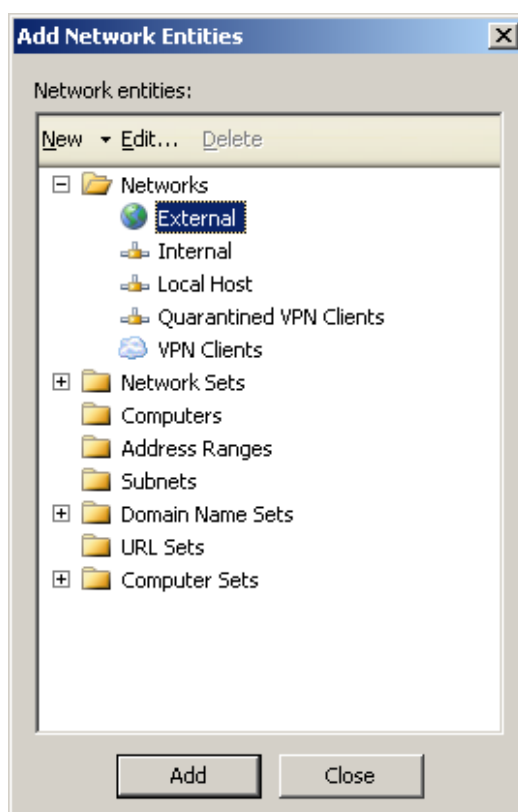 Add Network Entities
Network entities:
New Edit... Delete
Networks
External
Internal
Local Host
Quarantined VPN Clients
VPN Clients
Network Sets
Computers
Address Ranges
Subnets
Domain Name Sets
URL Sets
Computer Sets
Add Close